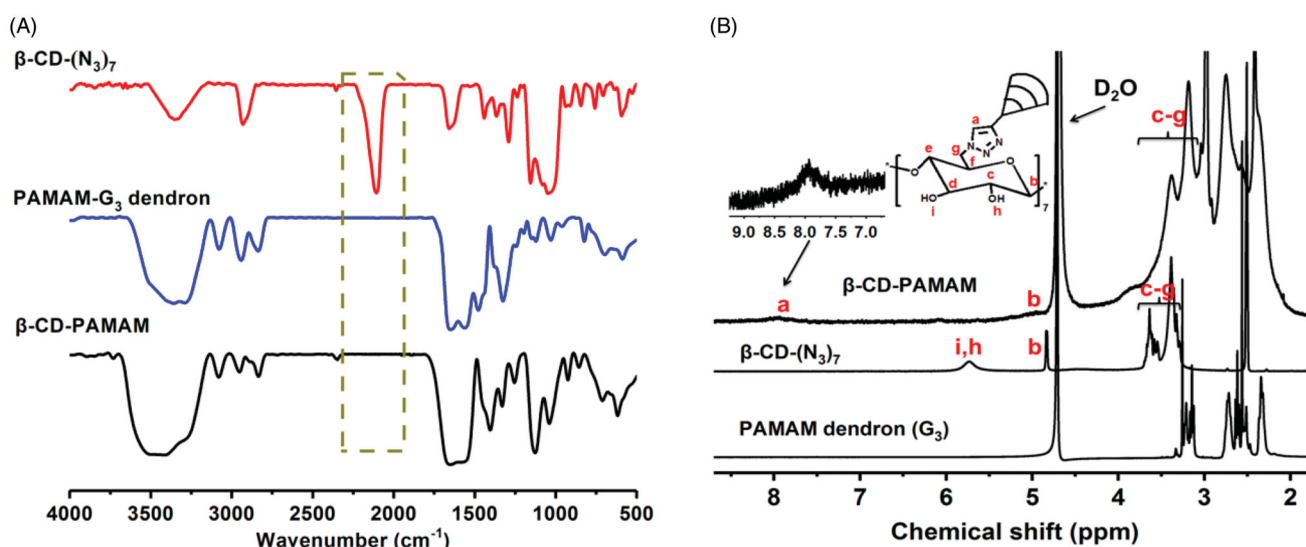 (A)
β-CD-(N₃)₇
PAMAM-G₃ dendron
β-CD-PAMAM
4000 3500 3000 2500 2000 1500 1000 500
Wavenumber (cm⁻¹)
(B)
D₂O
c-g
a
N
N
N
g
e
f
O
O
d
c
b
HO
OH
i
h
7
*
*
9.0 8.5 8.0 7.5 7.0
β-CD-PAMAM
a
b
c-g
β-CD-(N₃)₇
i,h
b
PAMAM dendron (G₃)
8 7 6 5 4 3 2
Chemical shift (ppm)